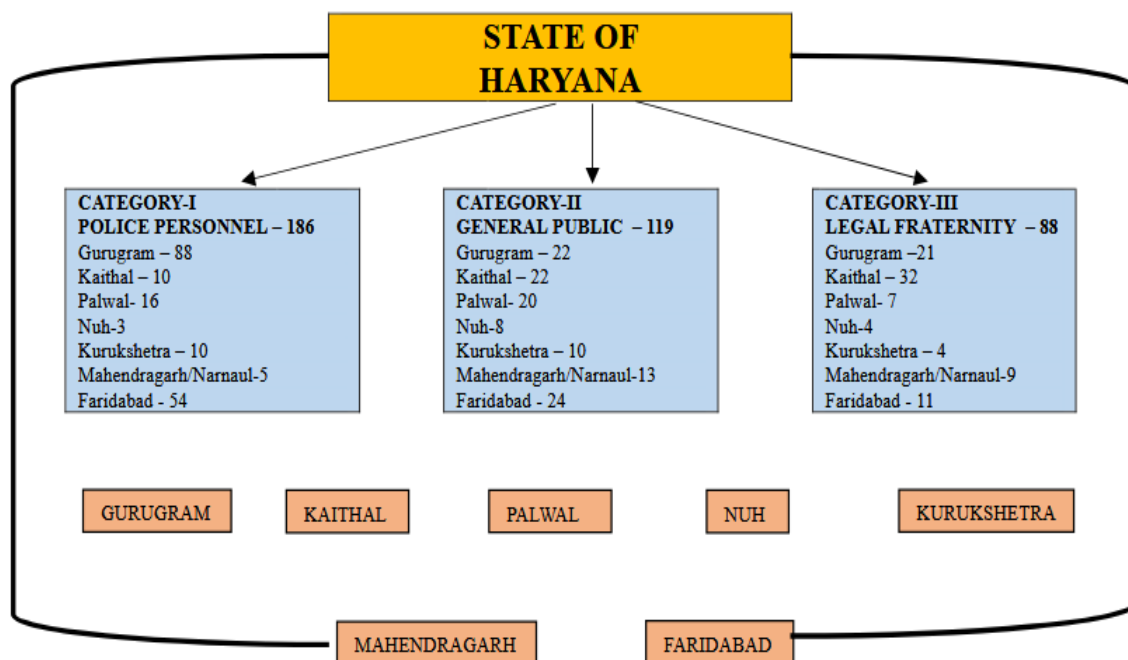 STATE OF
HARYANA
CATEGORY-I
POLICE PERSONNEL – 186
Gurugram – 88
Kaithal – 10
Palwal- 16
Nuh-3
Kurukshetra – 10
Mahendragarh/Narnaul-5
Faridabad - 54
CATEGORY-II
GENERAL PUBLIC – 119
Gurugram – 22
Kaithal – 22
Palwal- 20
Nuh-8
Kurukshetra – 10
Mahendragarh/Narnaul-13
Faridabad - 24
CATEGORY-III
LEGAL FRATERNITY – 88
Gurugram –21
Kaithal – 32
Palwal- 7
Nuh-4
Kurukshetra – 4
Mahendragarh/Narnaul-9
Faridabad - 11
GURUGRAM
KAITHAL
PALWAL
NUH
KURUKSHETRA
MAHENDRAGARH
FARIDABAD